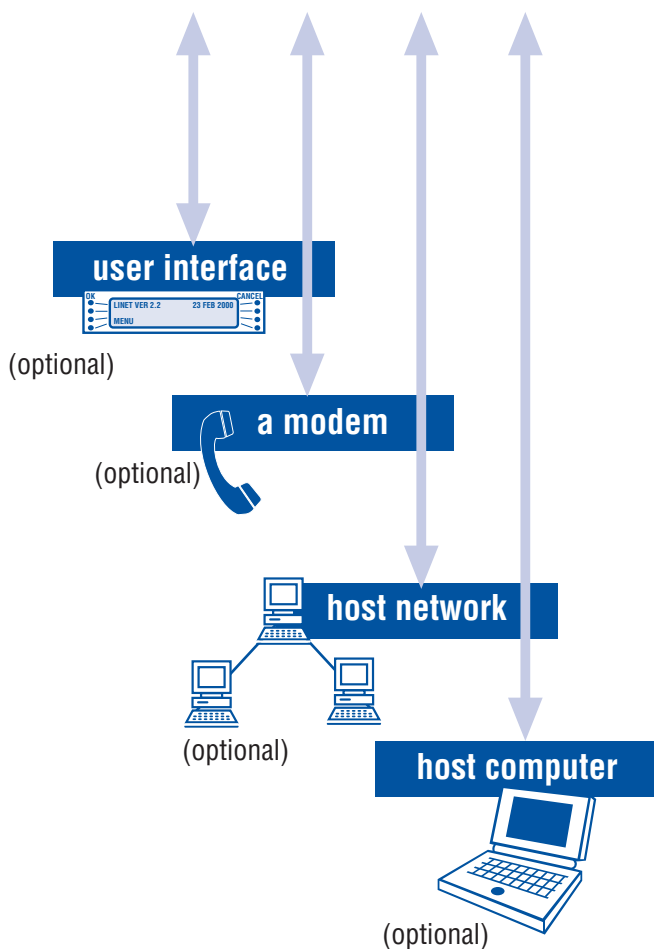 user interface
OK
CANCEL
LINET VER 2.2 23 FEB 2000
MENU
(optional)
a modem
(optional)
host network
(optional)
host computer
(optional)